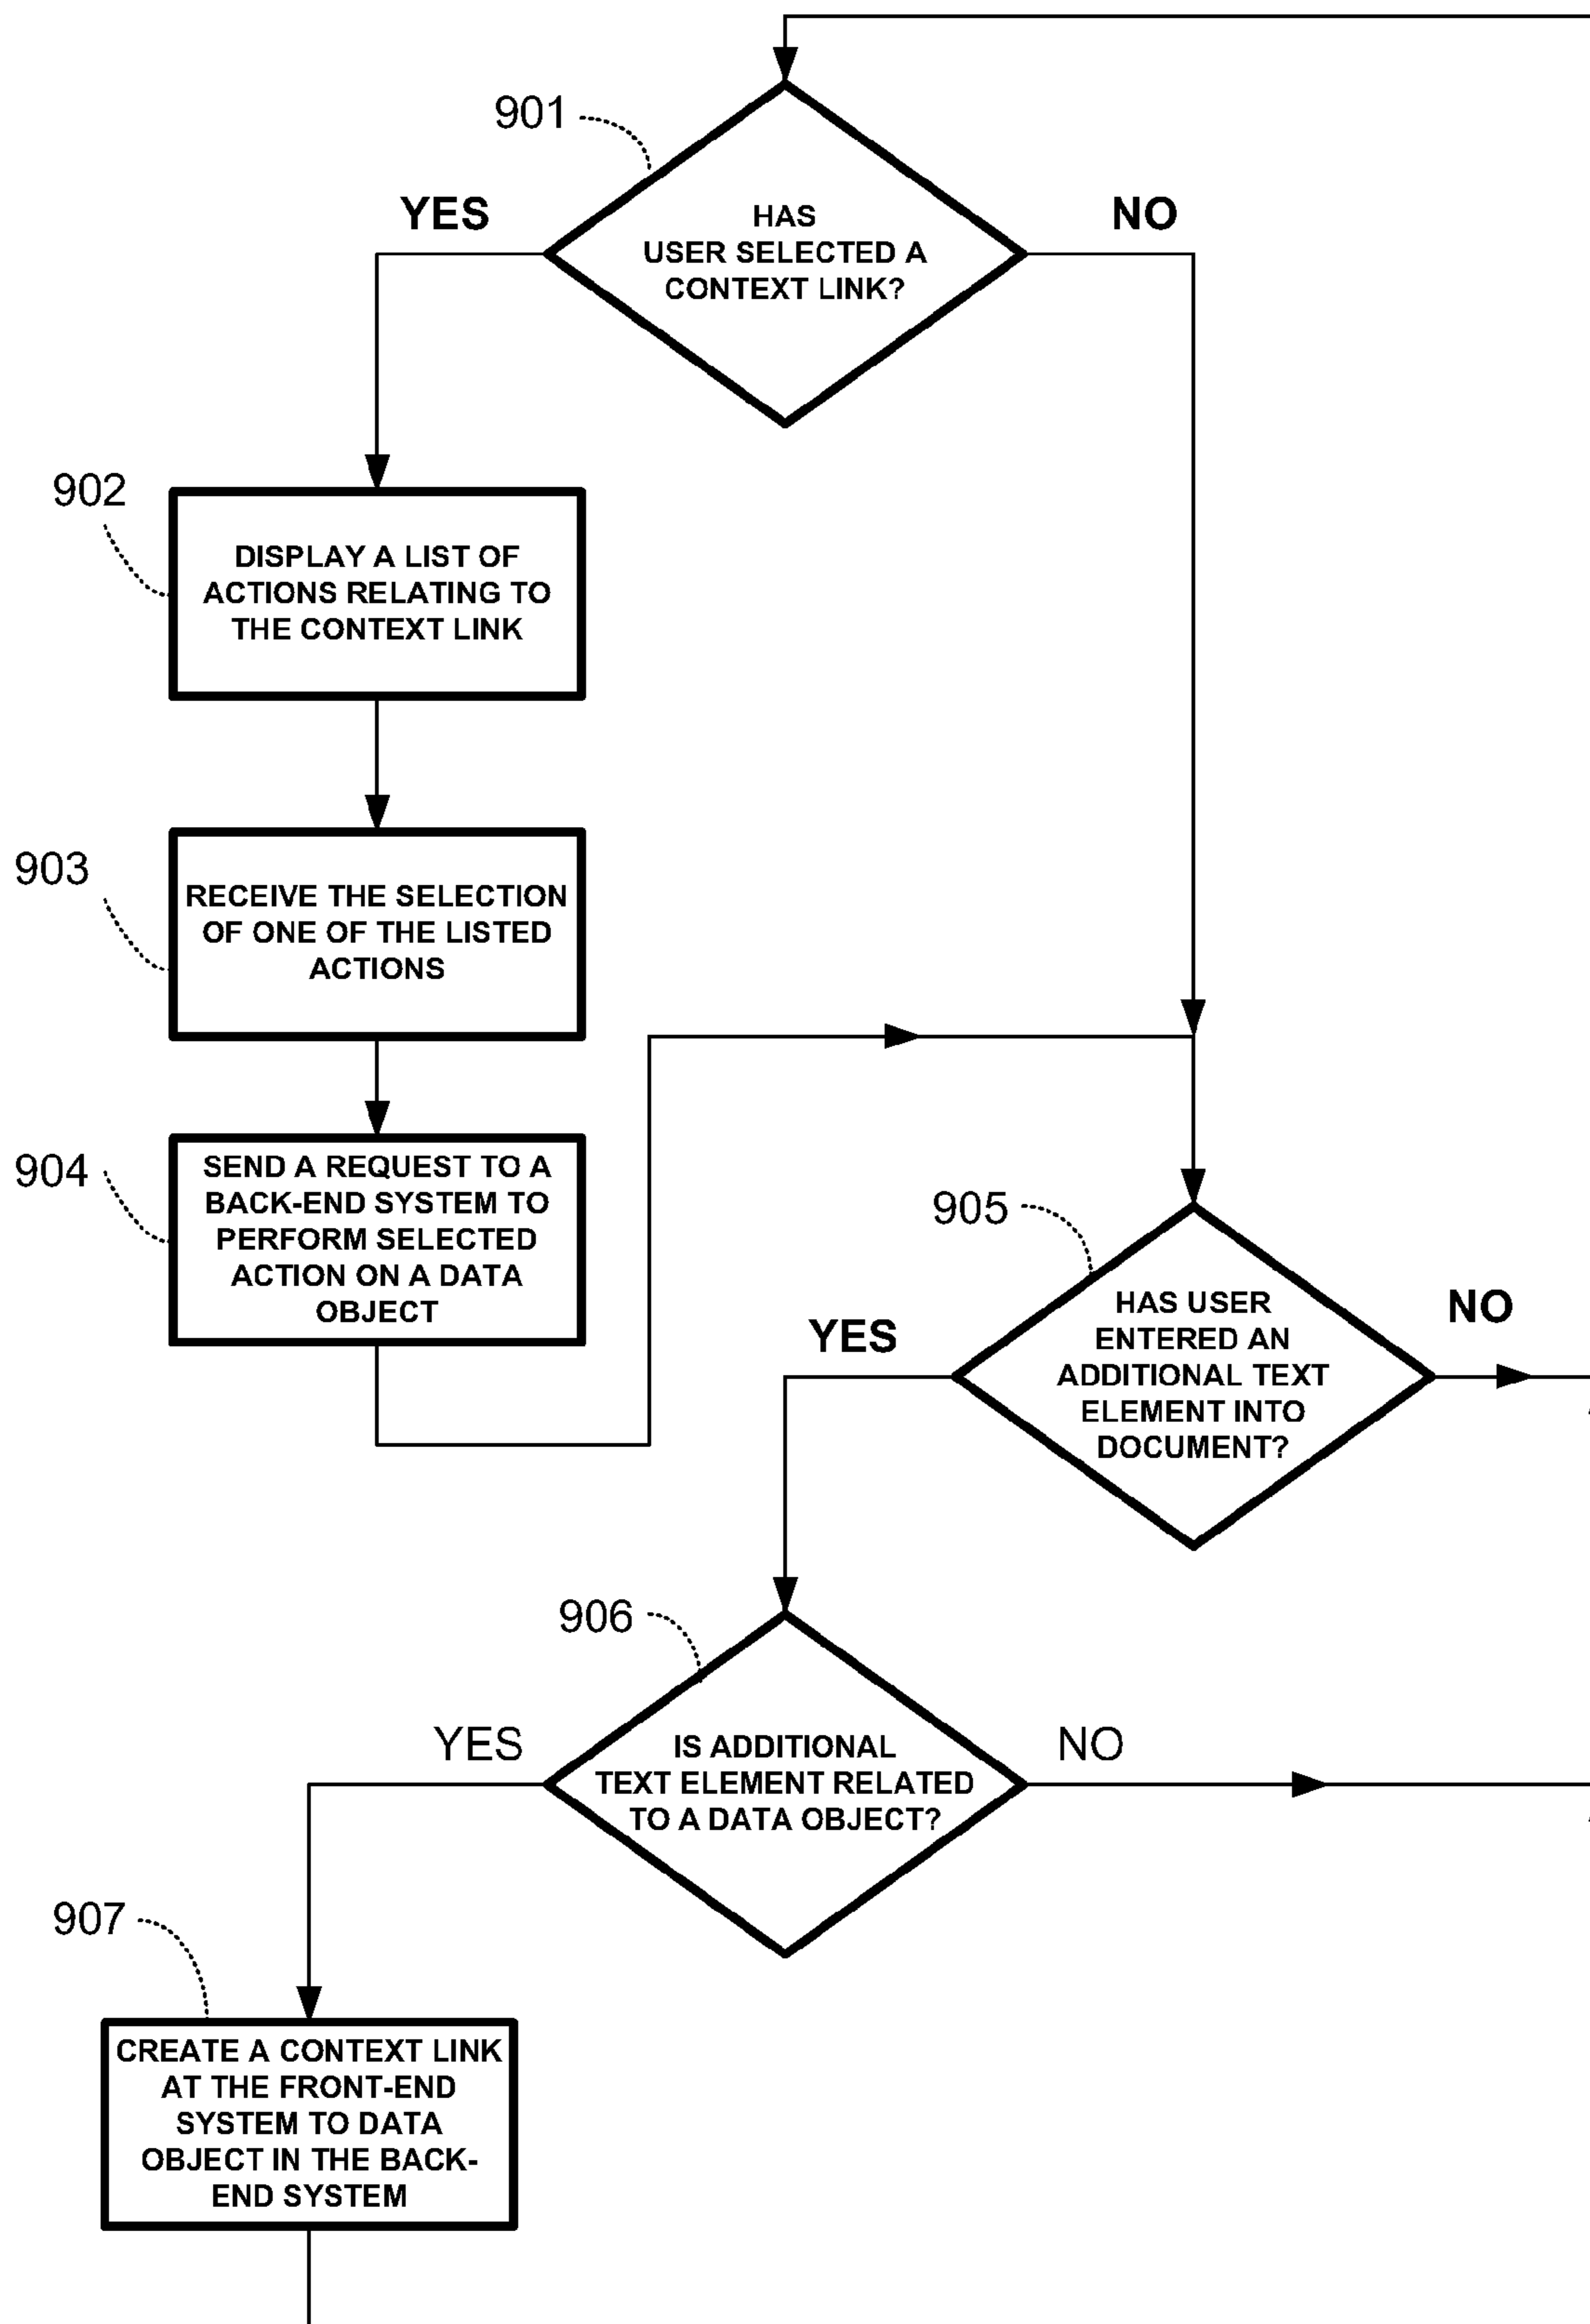 901
YES
NO
HAS
USER SELECTED A
CONTEXT LINK?
902
DISPLAY A LIST OF
ACTIONS RELATING TO
THE CONTEXT LINK
903
RECEIVE THE SELECTION
OF ONE OF THE LISTED
ACTIONS
904
SEND A REQUEST TO A
BACK-END SYSTEM TO
PERFORM SELECTED
ACTION ON A DATA
OBJECT
905
YES
NO
HAS USER
ENTERED AN
ADDITIONAL TEXT
ELEMENT INTO
DOCUMENT?
906
YES
NO
IS ADDITIONAL
TEXT ELEMENT RELATED
TO A DATA OBJECT?
907
CREATE A CONTEXT LINK
AT THE FRONT-END
SYSTEM TO DATA
OBJECT IN THE BACK-
END SYSTEM